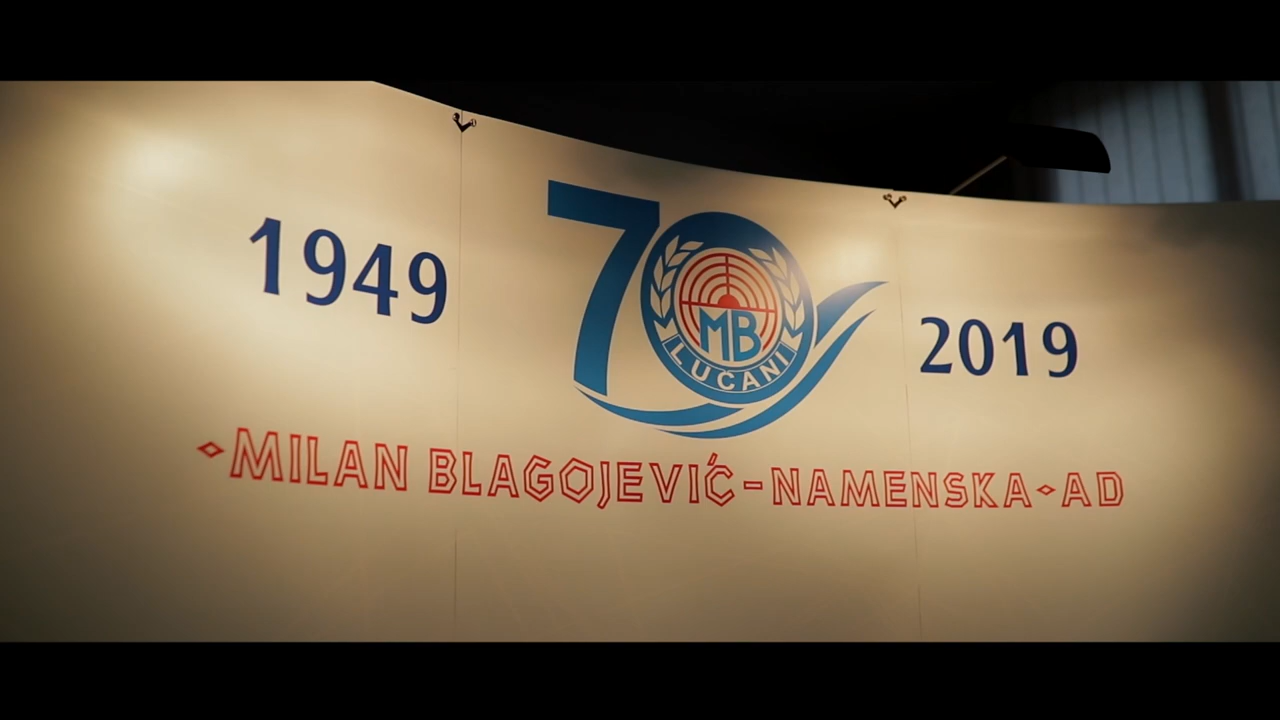 1949
70
MB
LUČANI
2019
⋄MILAN BLAGOJEVIĆ-NAMENSKA⋄AD